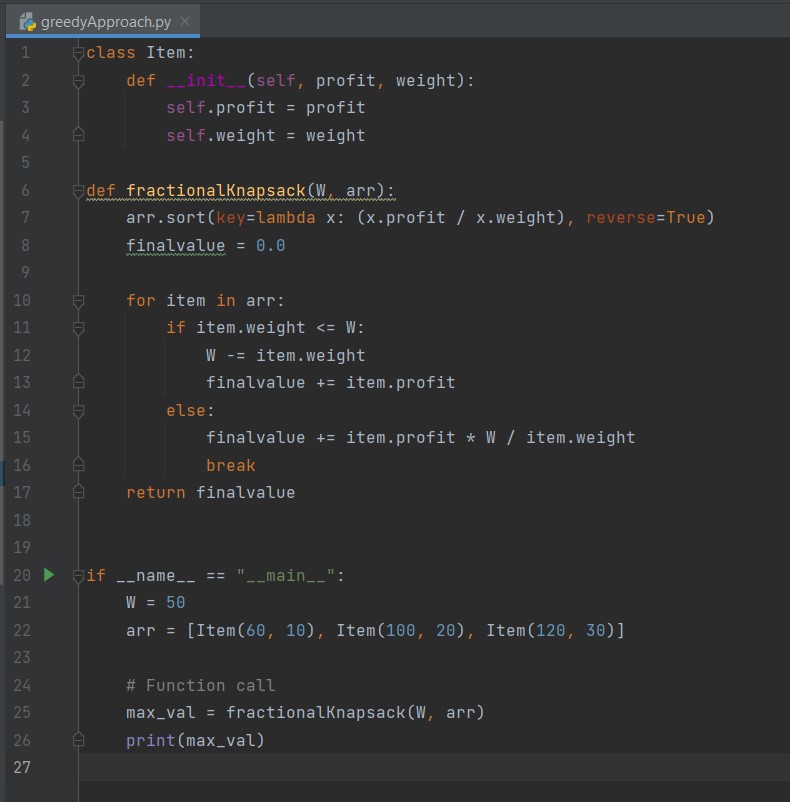 greedyApproach.py
1 class Item:
2     def __init__(self, profit, weight):
3         self.profit = profit
4         self.weight = weight
5
6 def fractionalKnapsack(W, arr):
7     arr.sort(key=lambda x: (x.profit / x.weight), reverse=True)
8     finalvalue = 0.0
9
10     for item in arr:
11         if item.weight <= W:
12             W -= item.weight
13             finalvalue += item.profit
14         else:
15             finalvalue += item.profit * W / item.weight
16             break
17     return finalvalue
18
19
20 if __name__ == "__main__":
21     W = 50
22     arr = [Item(60, 10), Item(100, 20), Item(120, 30)]
23
24     # Function call
25     max_val = fractionalKnapsack(W, arr)
26     print(max_val)
27